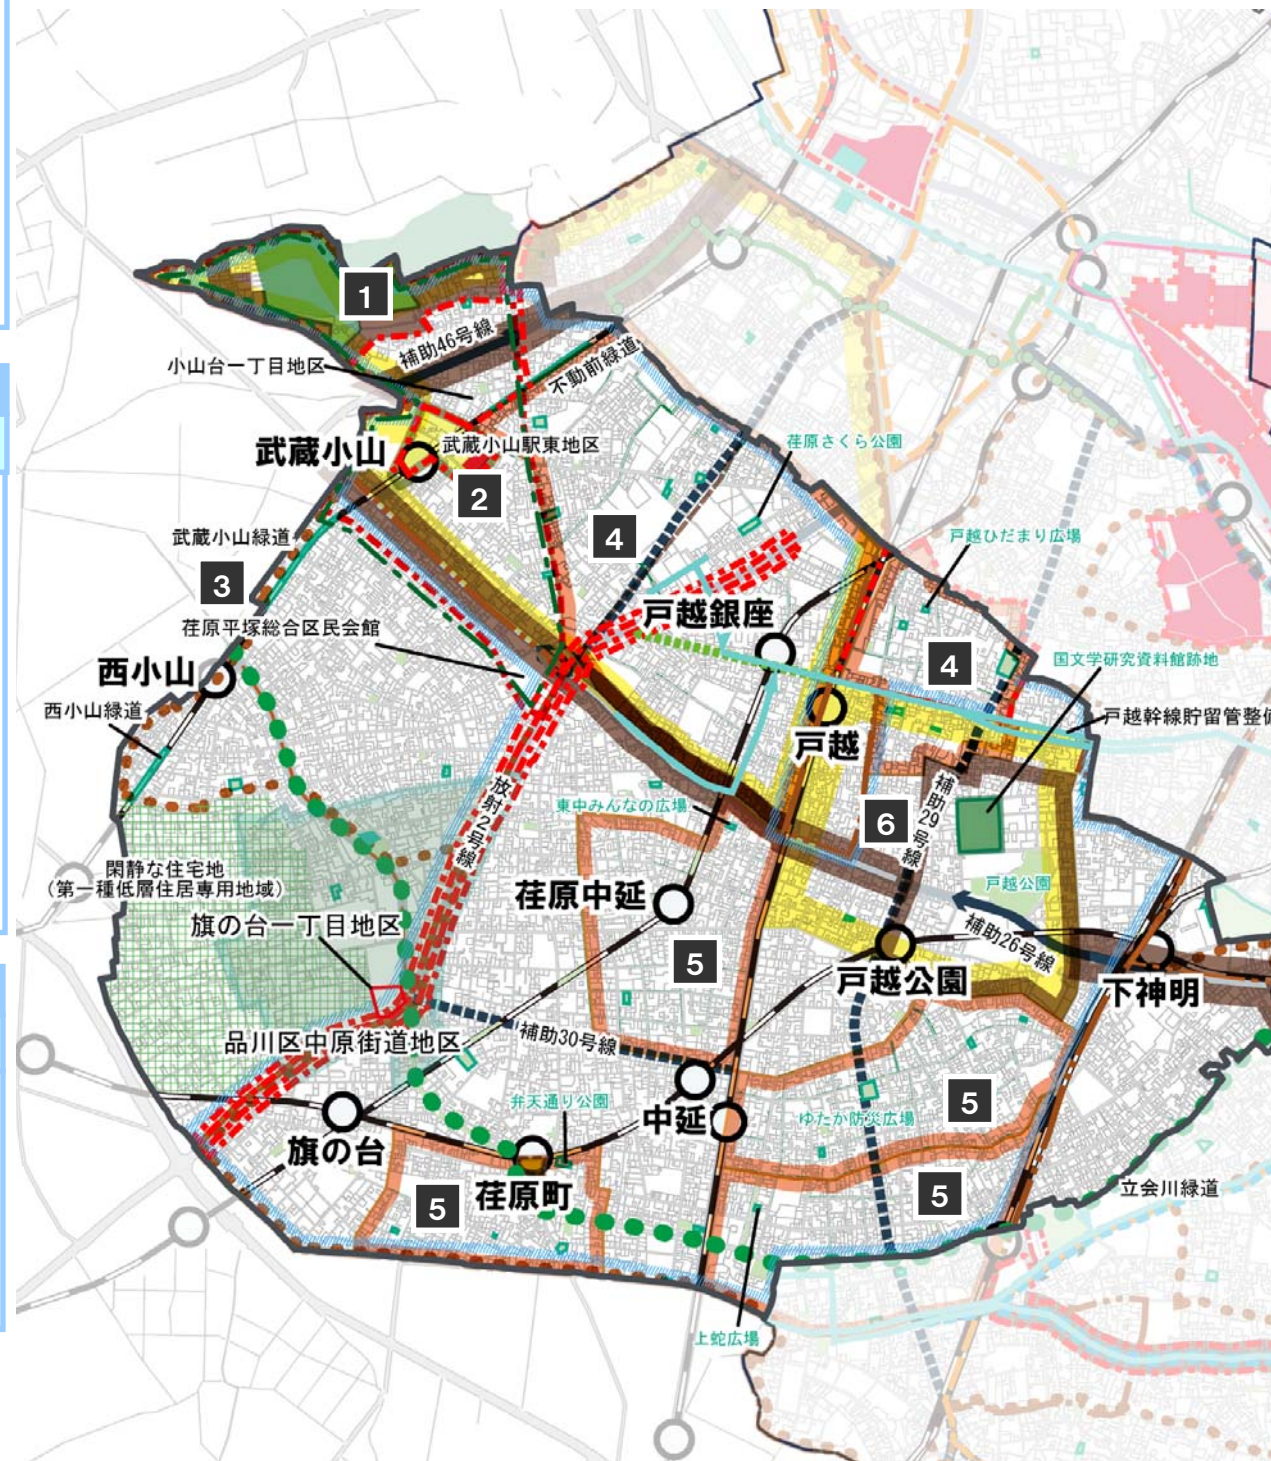 1
補助46号線
小山台一丁目地区
不動前緑道
武蔵小山
武蔵小山駅東地区
荏原さくら公園
2
4
武蔵小山緑道
戸越ひだまり広場
3
戸越銀座
荏原平塚総合区民会館
4
国文学研究資料館跡地
西小山
西小山緑道
戸越
戸越幹線貯留管整備
放射2号線
東中みんなの広場
6
補助29号線
閑静な住宅地
(第一種低層住居専用地域)
荏原中延
戸越公園
旗の台一丁目地区
補助26号線
5
戸越公園
下神明
品川区中原街道地区
補助30号線
弁天通り公園
中延
5
ゆたか防災広場
旗の台
荏原町
5
5
立会川緑道
上蛇広場